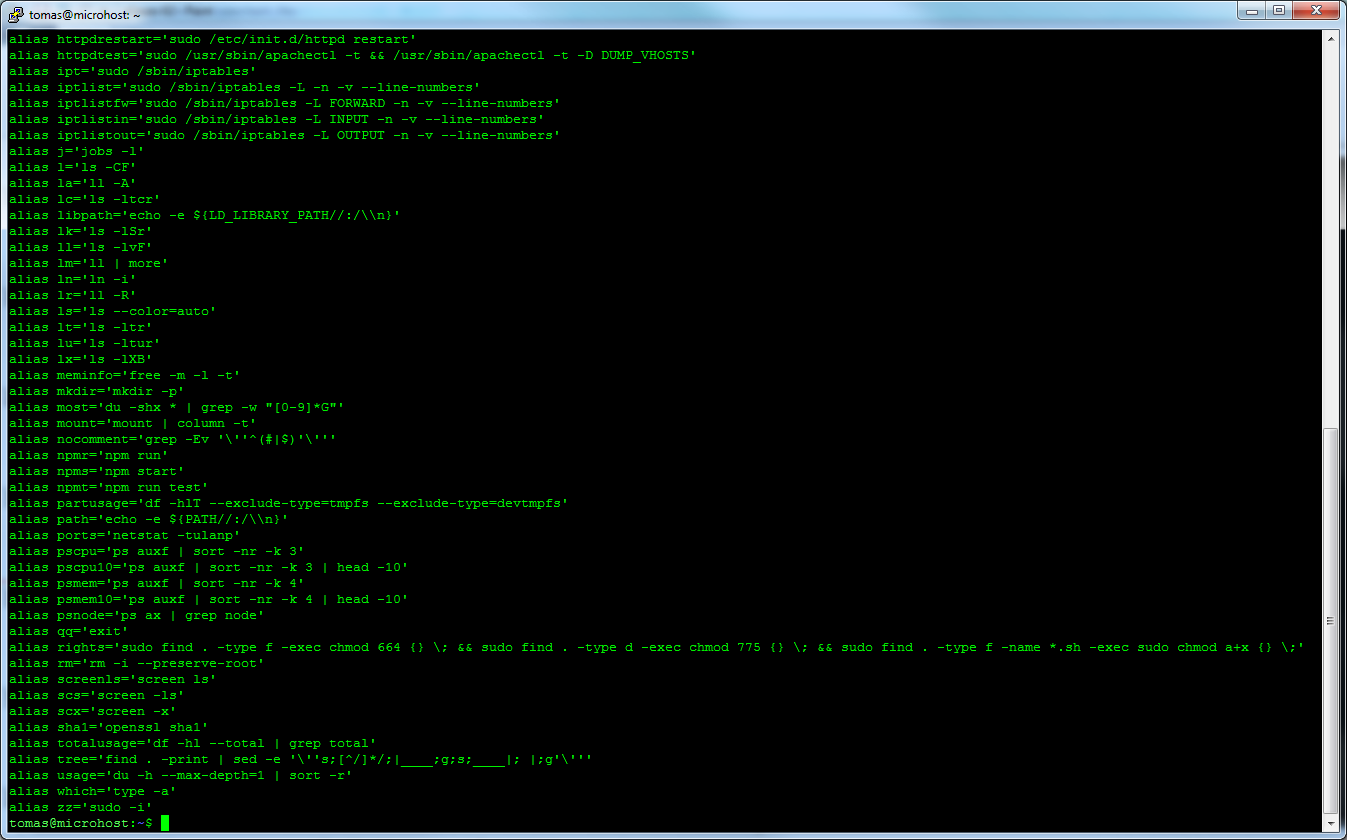 tomas@microhost: ~
alias httpdrestart='sudo /etc/init.d/httpd restart'
alias httpdtest='sudo /usr/sbin/apachectl -t && /usr/sbin/apachectl -t -D DUMP_VHOSTS'
alias ipt='sudo /sbin/iptables'
alias iptlist='sudo /sbin/iptables -L -n -v --line-numbers'
alias iptlistfw='sudo /sbin/iptables -L FORWARD -n -v --line-numbers'
alias iptlistin='sudo /sbin/iptables -L INPUT -n -v --line-numbers'
alias iptlistout='sudo /sbin/iptables -L OUTPUT -n -v --line-numbers'
alias j='jobs -l'
alias l='ls -CF'
alias la='ll -A'
alias lc='ls -ltcr'
alias libpath='echo -e ${LD_LIBRARY_PATH//:/\\n}'
alias lk='ls -lSr'
alias ll='ls -lvF'
alias lm='ll | more'
alias ln='ln -i'
alias lr='ll -R'
alias ls='ls --color=auto'
alias lt='ls -ltr'
alias lu='ls -ltur'
alias lx='ls -lXB'
alias meminfo='free -m -l -t'
alias mkdir='mkdir -p'
alias most='du -shx * | grep -w "[0-9]*G"'
alias mount='mount | column -t'
alias nocomment='grep -Ev '\''^(#|$)'\'''
alias npmr='npm run'
alias npms='npm start'
alias npmt='npm run test'
alias partusage='df -hlT --exclude-type=tmpfs --exclude-type=devtmpfs'
alias path='echo -e ${PATH//:/\\n}'
alias ports='netstat -tulanp'
alias pscpu='ps auxf | sort -nr -k 3'
alias pscpu10='ps auxf | sort -nr -k 3 | head -10'
alias psmem='ps auxf | sort -nr -k 4'
alias psmem10='ps auxf | sort -nr -k 4 | head -10'
alias psnode='ps ax | grep node'
alias qq='exit'
alias rights='sudo find . -type f -exec chmod 664 {} \; && sudo find . -type d -exec chmod 775 {} \; && sudo find . -type f -name *.sh -exec sudo chmod a+x {} \;'
alias rm='rm -i --preserve-root'
alias screenls='screen ls'
alias scs='screen -ls'
alias scx='screen -x'
alias sha1='openssl sha1'
alias totalusage='df -hl --total | grep total'
alias tree='find . -print | sed -e '\''s;[^/]*/;|____;g;s;____|; |;g'\'''
alias usage='du -h --max-depth=1 | sort -r'
alias which='type -a'
alias zz='sudo -i'
tomas@microhost:~$